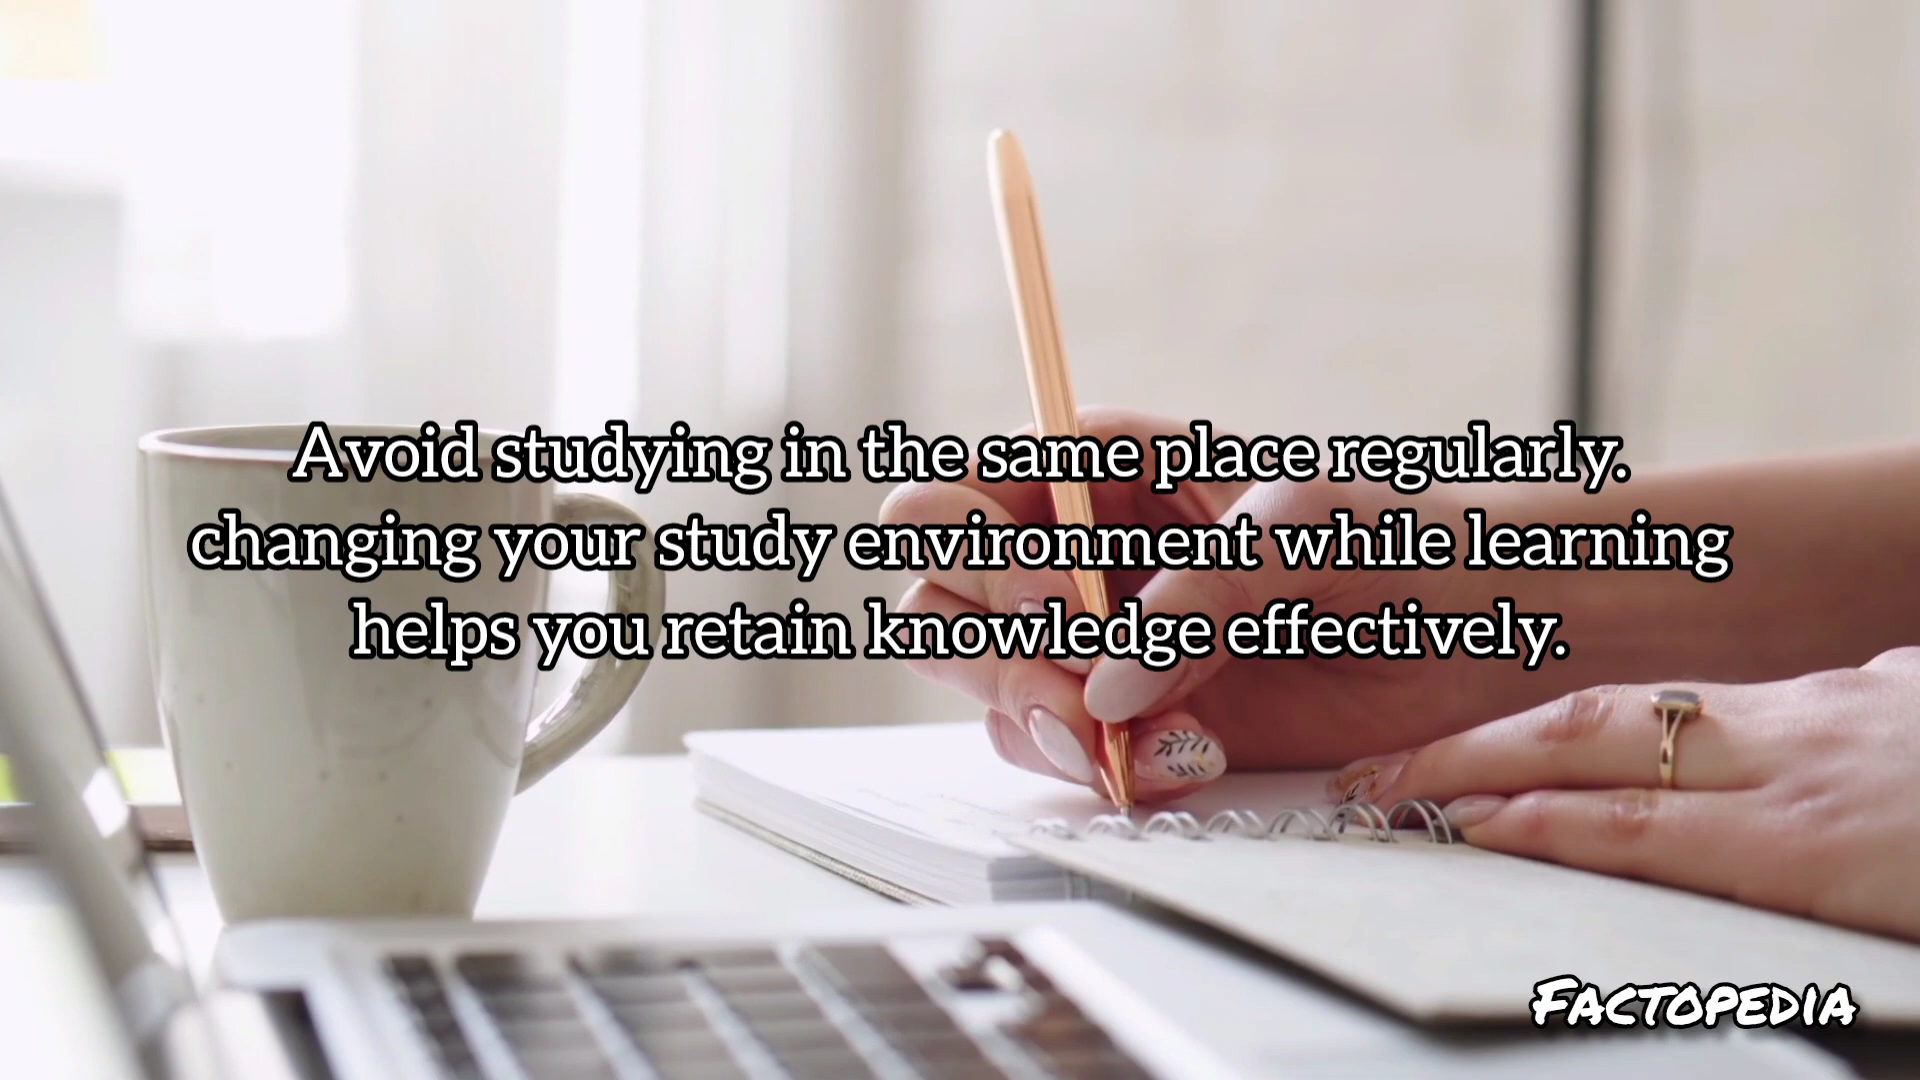 Avoid studying in the same place regularly.
changing your study environment while learning
helps you retain knowledge effectively.
Factopedia